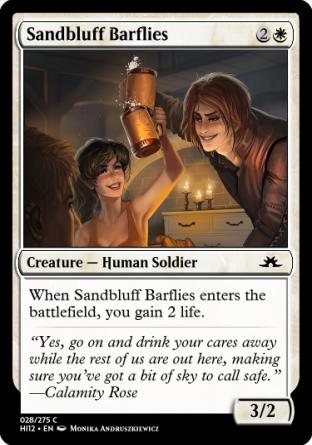 Sandbluff Barflies 2
Creature — Human Soldier
When Sandbluff Barflies enters the
battlefield, you gain 2 life.
“Yes, go on and drink your cares away
while the rest of us are out here, making
sure you’ve got a bit of sky to call safe.”
—Calamity Rose
3/2
028/275 C
HI12 • EN Monika Andruszkiewicz